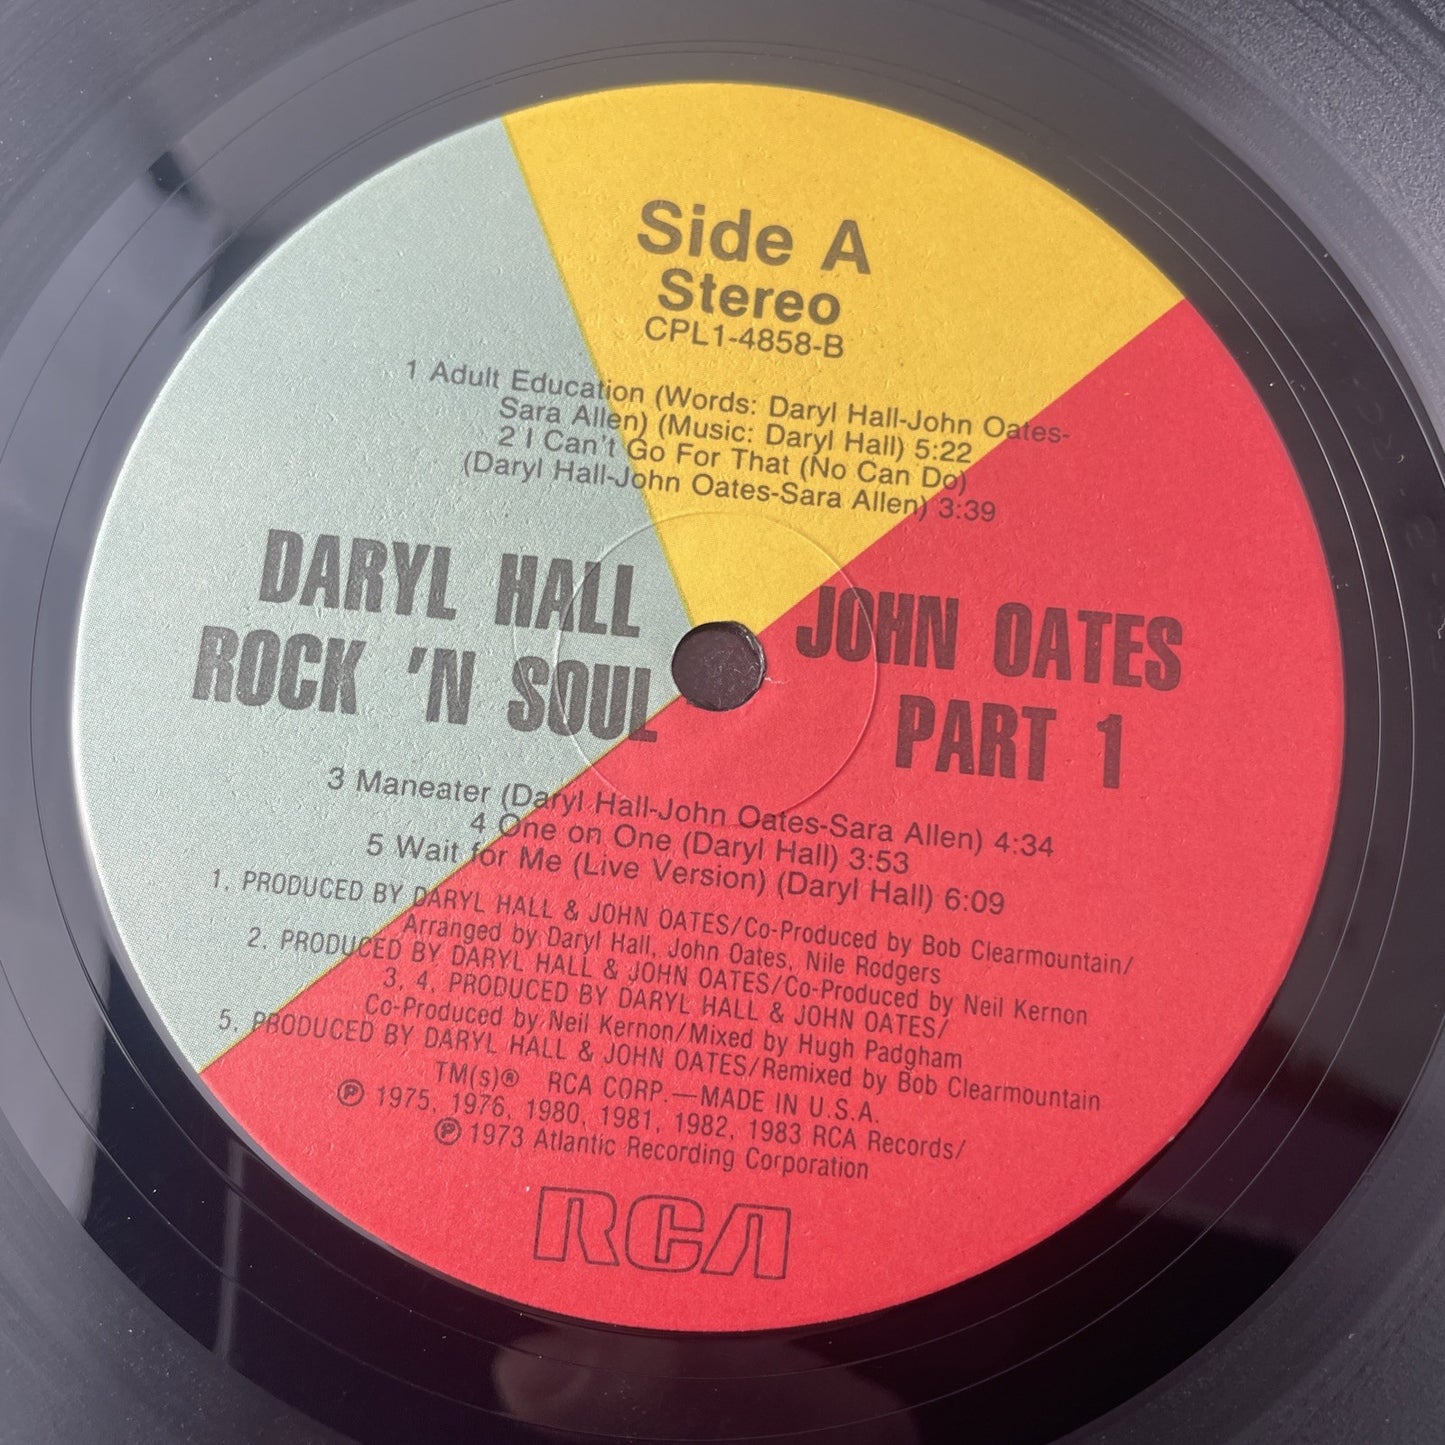 Side A
Stereo
CPL1-4858-B
1 Adult Education (Words: Daryl Hall-John Oates-
Sara Allen) (Music: Daryl Hall) 5:22
2 I Can't Go For That (No Can Do)
(Daryl Hall-John Oates-Sara Allen) 3:39
DARYL HALL JOHN OATES
ROCK 'N SOUL PART 1
3 Maneater (Daryl Hall-John Oates-Sara Allen) 4:34
4 One on One (Daryl Hall) 3:53
5 Wait for Me (Live Version) (Daryl Hall) 6:09
1. PRODUCED BY DARYL HALL & JOHN OATES/Co-Produced by Bob Clearmountain/
Arranged by Daryl Hall, John Oates, Nile Rodgers
2. PRODUCED BY DARYL HALL & JOHN OATES/Co-Produced by Neil Kernon
3, 4, PRODUCED BY DARYL HALL & JOHN OATES/
Co-Produced by Neil Kernon/Mixed by Hugh Padgham
5. PRODUCED BY DARYL HALL & JOHN OATES/Remixed by Bob Clearmountain
TM(s)® RCA CORP.—MADE IN U.S.A.
℗ 1975, 1976, 1980, 1981, 1982, 1983 RCA Records/
℗ 1973 Atlantic Recording Corporation
RCA